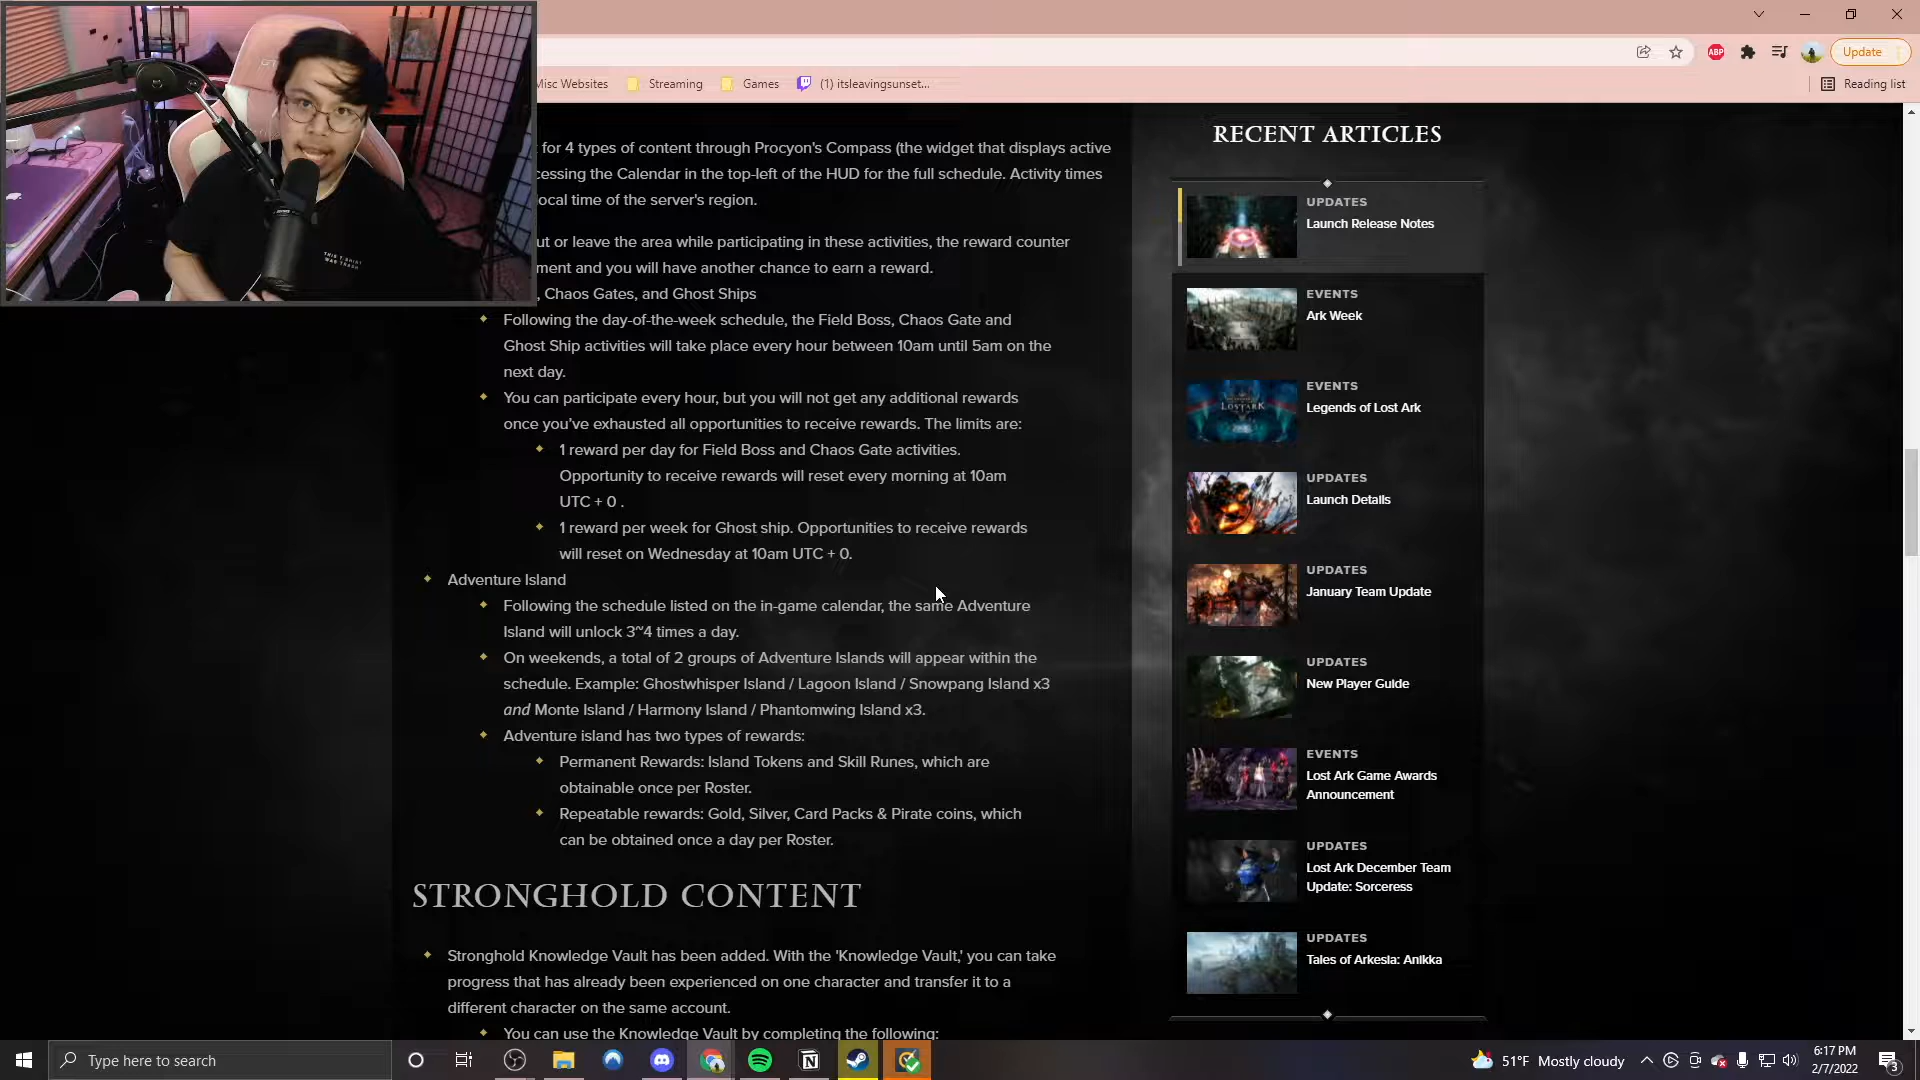 Update
Misc Websites
Streaming
Games
(1) itsleavingsunset...
Reading list
for 4 types of content through Procyon's Compass (the widget that displays active
cessing the Calendar in the top-left of the HUD for the full schedule. Activity times
ocal time of the server's region.
ut or leave the area while participating in these activities, the reward counter
ment and you will have another chance to earn a reward.
, Chaos Gates, and Ghost Ships
Following the day-of-the-week schedule, the Field Boss, Chaos Gate and
Ghost Ship activities will take place every hour between 10am until 5am on the
next day.
You can participate every hour, but you will not get any additional rewards
once you've exhausted all opportunities to receive rewards. The limits are:
1 reward per day for Field Boss and Chaos Gate activities.
Opportunity to receive rewards will reset every morning at 10am
UTC + 0 .
1 reward per week for Ghost ship. Opportunities to receive rewards
will reset on Wednesday at 10am UTC + 0.
Adventure Island
Following the schedule listed on the in-game calendar, the same Adventure
Island will unlock 3~4 times a day.
On weekends, a total of 2 groups of Adventure Islands will appear within the
schedule. Example: Ghostwhisper Island / Lagoon Island / Snowpang Island x3
and Monte Island / Harmony Island / Phantomwing Island x3.
Adventure island has two types of rewards:
Permanent Rewards: Island Tokens and Skill Runes, which are
obtainable once per Roster.
Repeatable rewards: Gold, Silver, Card Packs & Pirate coins, which
can be obtained once a day per Roster.
STRONGHOLD CONTENT
Stronghold Knowledge Vault has been added. With the 'Knowledge Vault,' you can take
progress that has already been experienced on one character and transfer it to a
different character on the same account.
You can use the Knowledge Vault by completing the following:
RECENT ARTICLES
UPDATES
Launch Release Notes
EVENTS
Ark Week
EVENTS
Legends of Lost Ark
LOSTARK
UPDATES
Launch Details
UPDATES
January Team Update
UPDATES
New Player Guide
EVENTS
Lost Ark Game Awards
Announcement
UPDATES
Lost Ark December Team
Update: Sorceress
UPDATES
Tales of Arkesia: Anikka
Type here to search
51°F Mostly cloudy
6:17 PM
2/7/2022
3
ABP